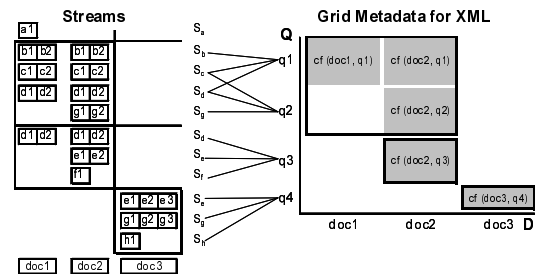 Streams Grid Metadata for XML
a1 Sa Q
b1 b2 b1 b2 Sb q1 cf (doc1, q1) cf (doc2, q1)
c1 c2 c1 c2 Sc
d1 d2 d1 d2 Sd
g1 g2 Sg q2 cf (doc2, q2)
d1 d2 d1 d2 Sd
e1 e2 Se q3 cf (doc2, q3)
f1 Sf
e1 e2 e3 Se q4 cf (doc3, q4)
g1 g2 g3 Sg
h1 Sh doc1 doc2 doc3 D
doc1 doc2 doc3